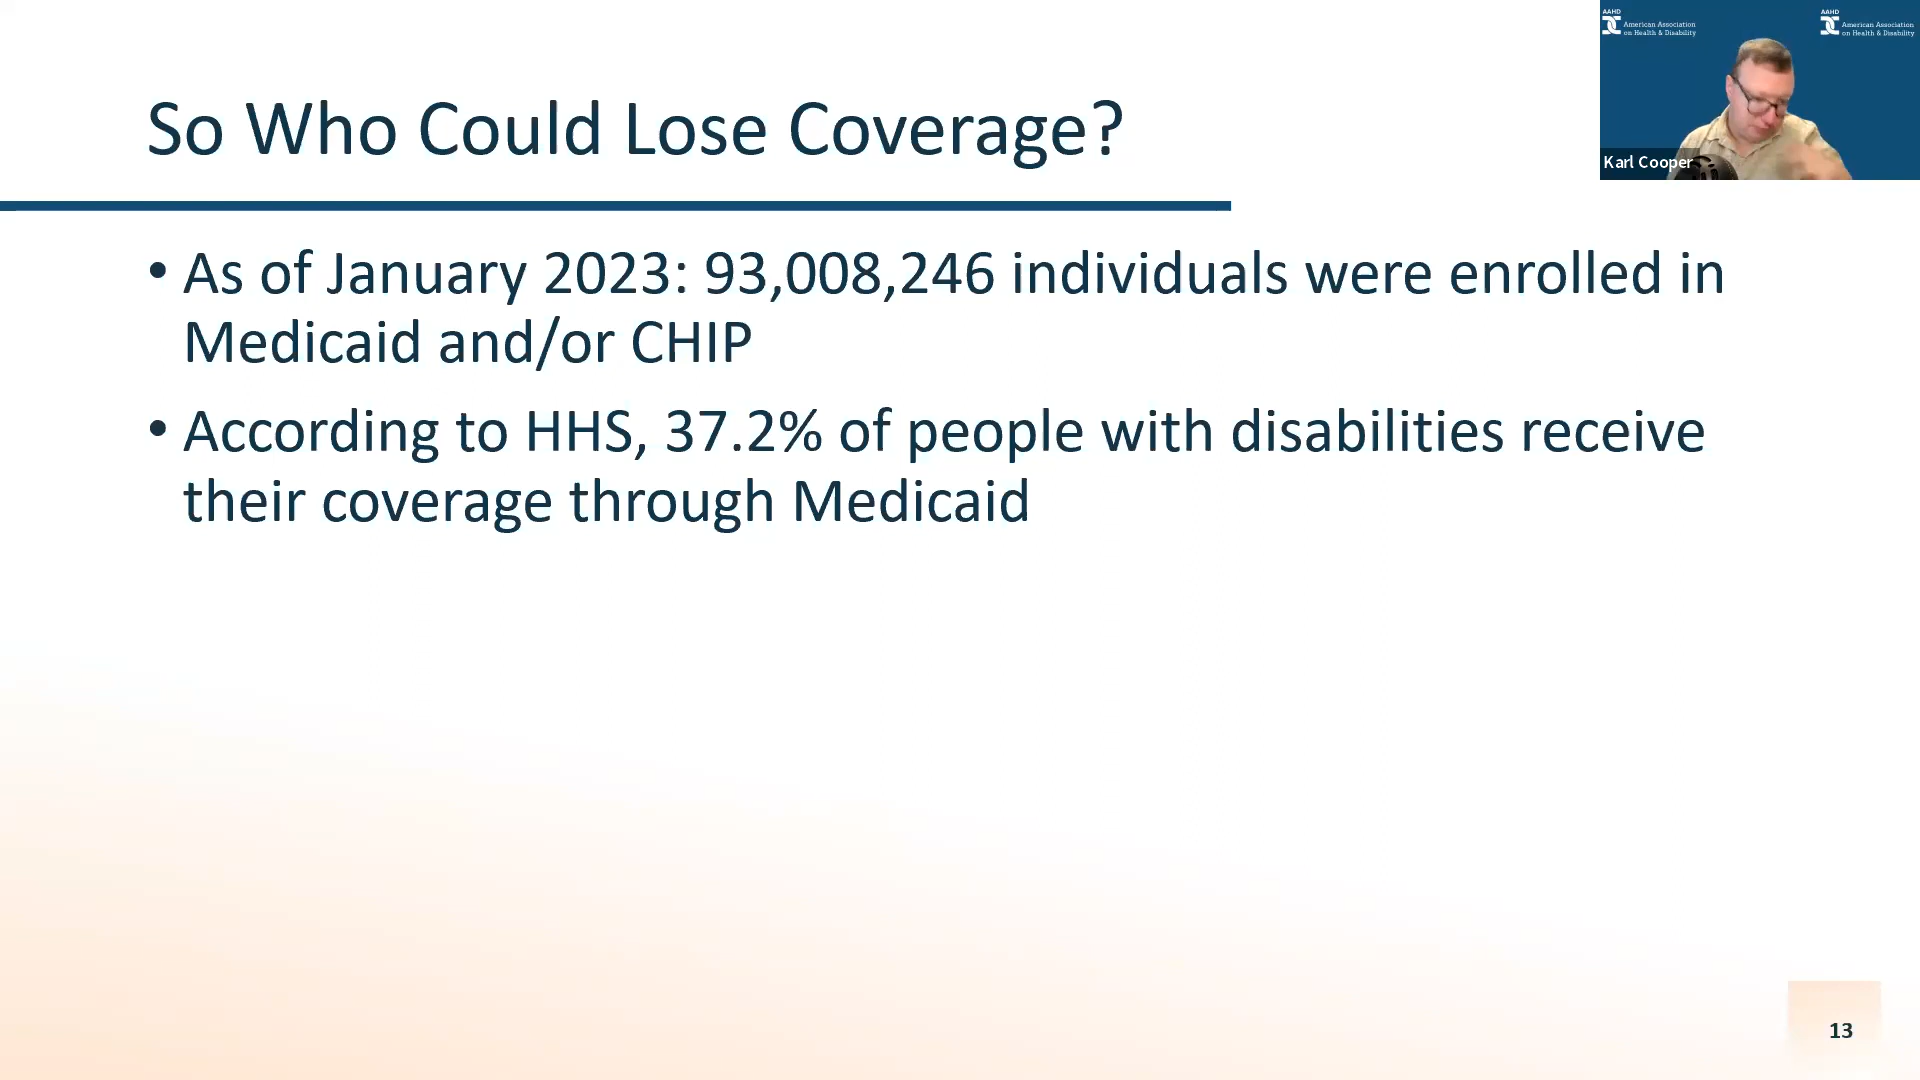 So Who Could Lose Coverage?
• As of January 2023: 93,008,246 individuals were enrolled in
Medicaid and/or CHIP
• According to HHS, 37.2% of people with disabilities receive
their coverage through Medicaid
13
AAHD
American Association
on Health & Disability
AAHD
American Association
on Health & Disability
Karl Cooper